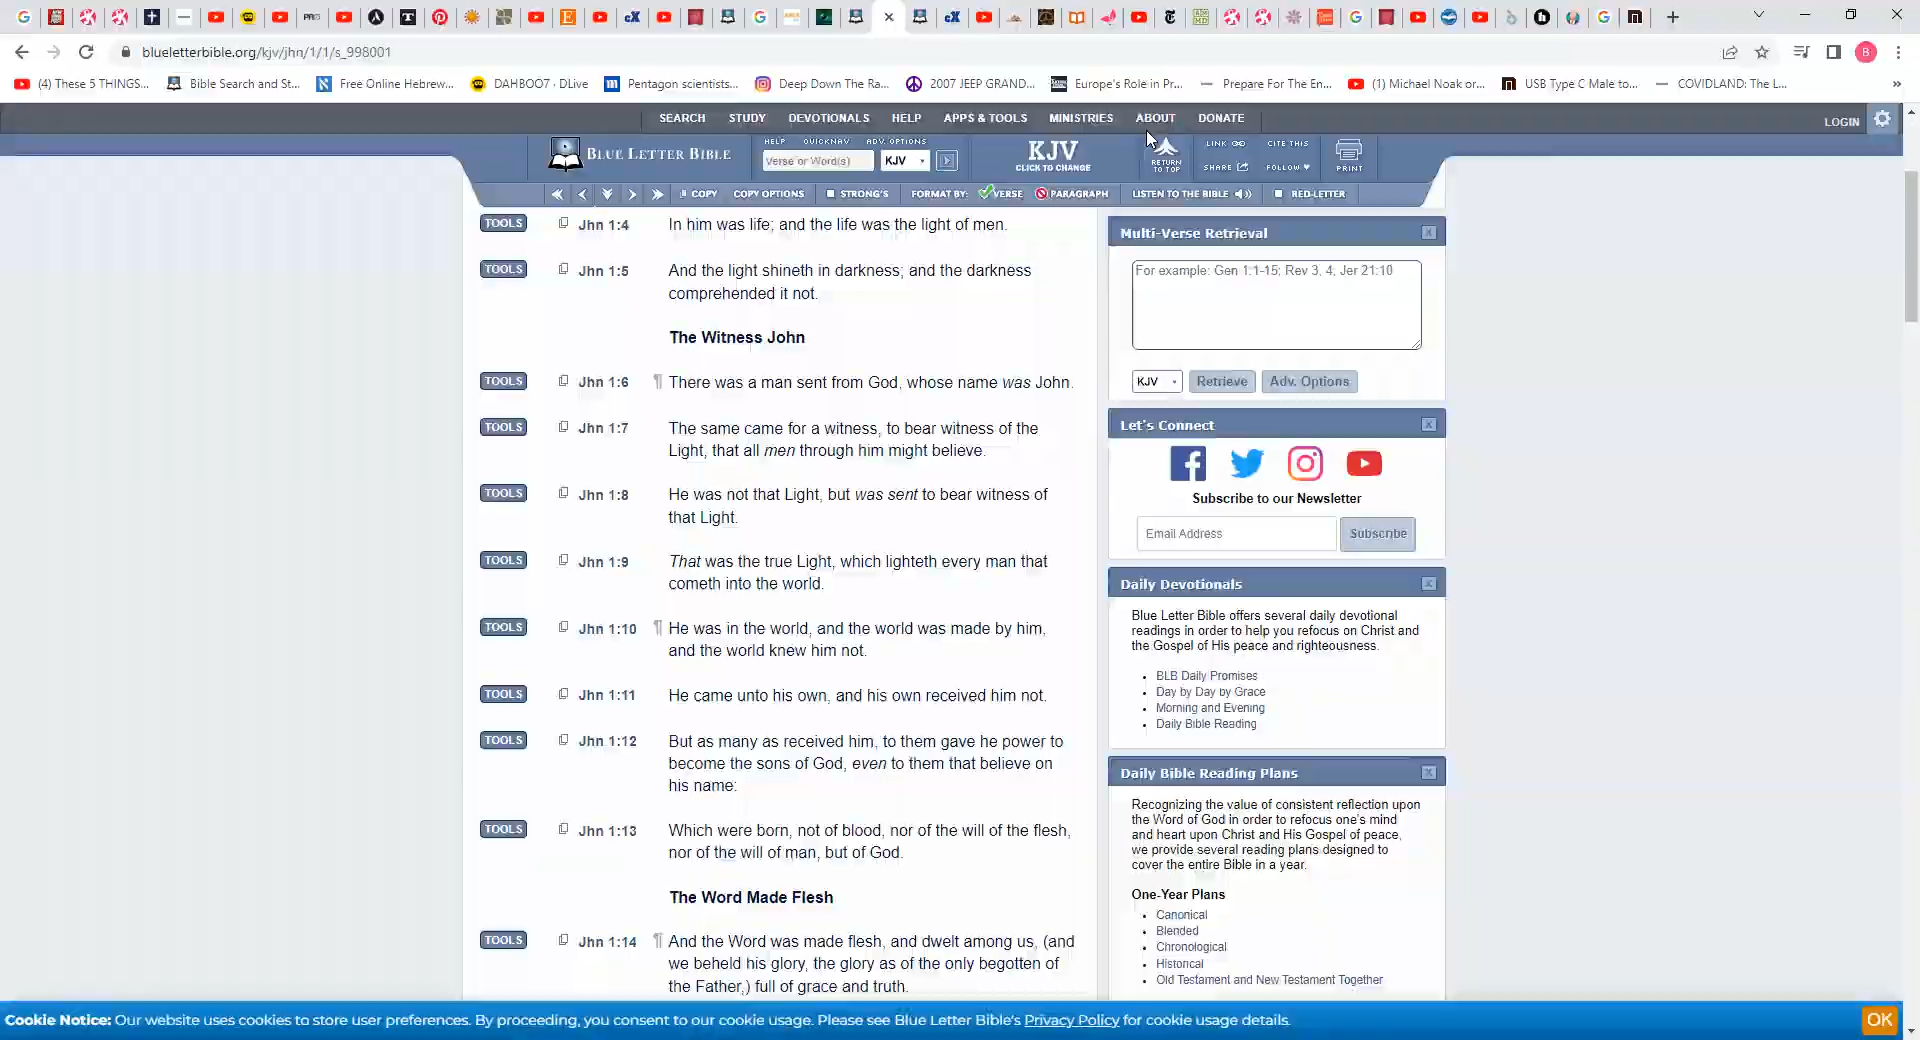 blueletterbible.org/kjv/jhn/1/1/s_998001
B
(4) These 5 THINGS...
Bible Search and St...
Free Online Hebrew...
DAHBOO7 · DLive
Pentagon scientists...
Deep Down The Ra...
2007 JEEP GRAND...
Europe's Role in Pr...
Prepare For The En...
(1) Michael Noak or...
USB Type C Male to...
COVIDLAND: The L...
SEARCH STUDY DEVOTIONALS HELP APPS & TOOLS MINISTRIES ABOUT DONATE
LOGIN
BLUE LETTER BIBLE
HELP QUICKNAV ADV. OPTIONS
Verse or Word(s) KJV
KJV
CLICK TO CHANGE
RETURN
TO TOP
LINK
CITE THIS
SHARE
FOLLOW
PRINT
COPY COPY OPTIONS STRONG'S FORMAT BY: VERSE PARAGRAPH LISTEN TO THE BIBLE RED-LETTER
TOOLS Jhn 1:4 In him was life; and the life was the light of men.
TOOLS Jhn 1:5 And the light shineth in darkness; and the darkness
comprehended it not.
The Witness John
TOOLS Jhn 1:6 ¶ There was a man sent from God, whose name was John.
TOOLS Jhn 1:7 The same came for a witness, to bear witness of the
Light, that all men through him might believe.
TOOLS Jhn 1:8 He was not that Light, but was sent to bear witness of
that Light.
TOOLS Jhn 1:9 That was the true Light, which lighteth every man that
cometh into the world.
TOOLS Jhn 1:10 ¶ He was in the world, and the world was made by him,
and the world knew him not.
TOOLS Jhn 1:11 He came unto his own, and his own received him not.
TOOLS Jhn 1:12 But as many as received him, to them gave he power to
become the sons of God, even to them that believe on
his name:
TOOLS Jhn 1:13 Which were born, not of blood, nor of the will of the flesh,
nor of the will of man, but of God.
The Word Made Flesh
TOOLS Jhn 1:14 ¶ And the Word was made flesh, and dwelt among us, (and
we beheld his glory, the glory as of the only begotten of
the Father,) full of grace and truth.
Multi-Verse Retrieval
For example: Gen 1:1-15; Rev 3, 4; Jer 21:10
KJV Retrieve Adv. Options
Let's Connect
Subscribe to our Newsletter
Email Address Subscribe
Daily Devotionals
Blue Letter Bible offers several daily devotional
readings in order to help you refocus on Christ and
the Gospel of His peace and righteousness.
BLB Daily Promises
Day by Day by Grace
Morning and Evening
Daily Bible Reading
Daily Bible Reading Plans
Recognizing the value of consistent reflection upon
the Word of God in order to refocus one's mind
and heart upon Christ and His Gospel of peace,
we provide several reading plans designed to
cover the entire Bible in a year.
One-Year Plans
Canonical
Blended
Chronological
Historical
Old Testament and New Testament Together
Cookie Notice: Our website uses cookies to store user preferences. By proceeding, you consent to our cookie usage. Please see Blue Letter Bible's Privacy Policy for cookie usage details.
OK